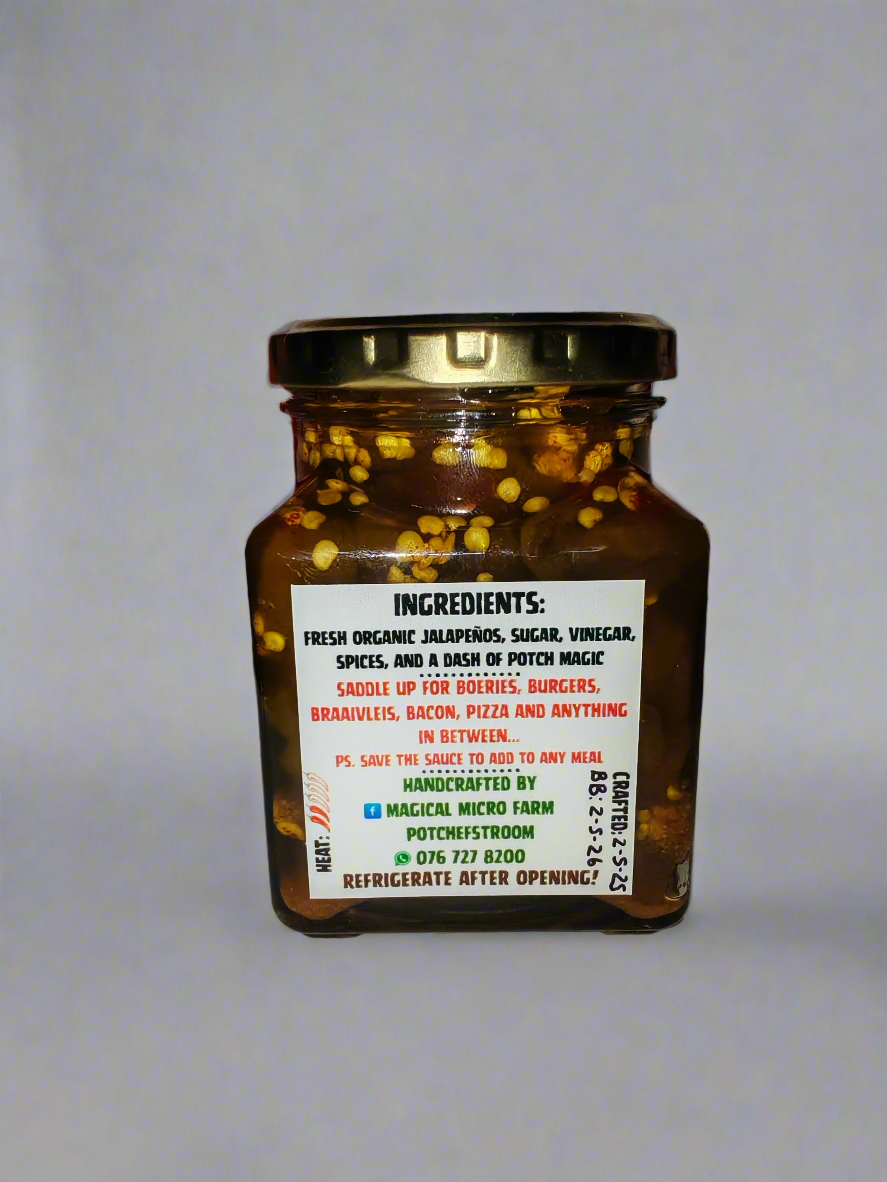 INGREDIENTS:
FRESH ORGANIC JALAPEÑOS, SUGAR, VINEGAR,
SPICES, AND A DASH OF POTCH MAGIC
SADDLE UP FOR BOERIES, BURGERS,
BRAAIVLEIS, BACON, PIZZA AND ANYTHING
IN BETWEEN...
PS. SAVE THE SAUCE TO ADD TO ANY MEAL
HANDCRAFTED BY
MAGICAL MICRO FARM
POTCHEFSTROOM
076 727 8200
REFRIGERATE AFTER OPENING!
HEAT:
CRAFTED: 2-5-25
BB: 2-5-26